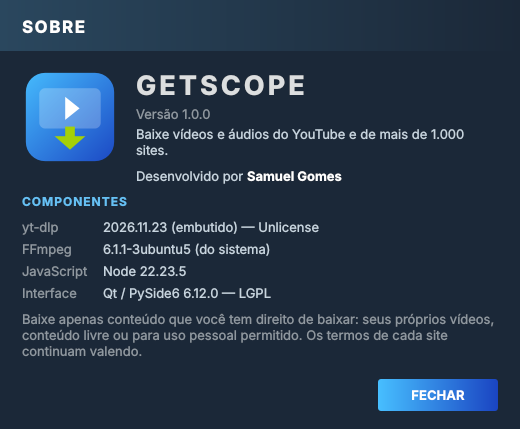 SOBRE
GETSCOPE
Versão 1.0.0
Baixe vídeos e áudios do YouTube e de mais de 1.000
sites.
Desenvolvido por Samuel Gomes
COMPONENTES
yt-dlp 2026.11.23 (embutido) — Unlicense
FFmpeg 6.1.1-3ubuntu5 (do sistema)
JavaScript Node 22.23.5
Interface Qt / PySide6 6.12.0 — LGPL
Baixe apenas conteúdo que você tem direito de baixar: seus próprios vídeos,
conteúdo livre ou para uso pessoal permitido. Os termos de cada site
continuam valendo.
FECHAR